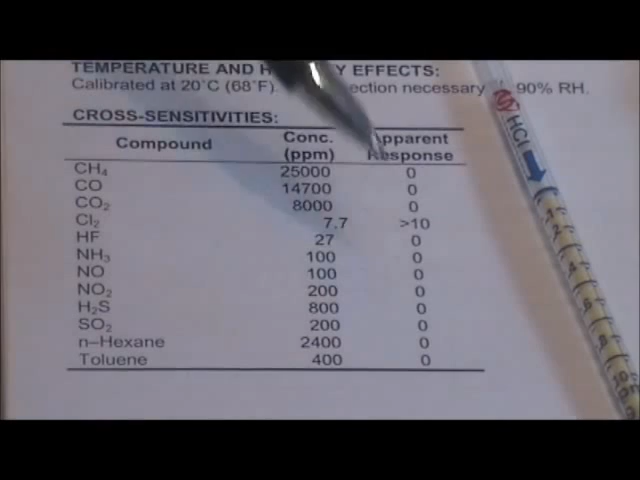 TEMPERATURE AND H Y EFFECTS:
Calibrated at 20°C (68°F). ection necessary 90% RH.
CROSS-SENSITIVITIES:
Compound Conc. (ppm) Apparent Response
CH₄ 25000 0
CO 14700 0
CO₂ 8000 0
Cl₂ 7.7 >10
HF 27 0
NH₃ 100 0
NO 100 0
NO₂ 200 0
H₂S 800 0
SO₂ 200 0
n–Hexane 2400 0
Toluene 400 0
HCl